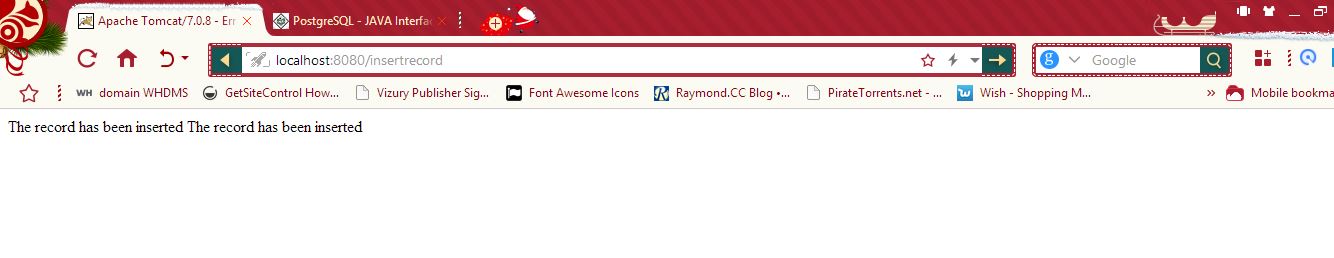 Apache Tomcat/7.0.8 - Err PostgreSQL - JAVA Interfac
localhost:8080/insertrecord g Google
WH domain WHDMS GetSiteControl How... Vizury Publisher Sig... Font Awesome Icons R Raymond.CC Blog •... PirateTorrents.net - ... w Wish - Shopping M... » Mobile bookma
The record has been inserted The record has been inserted